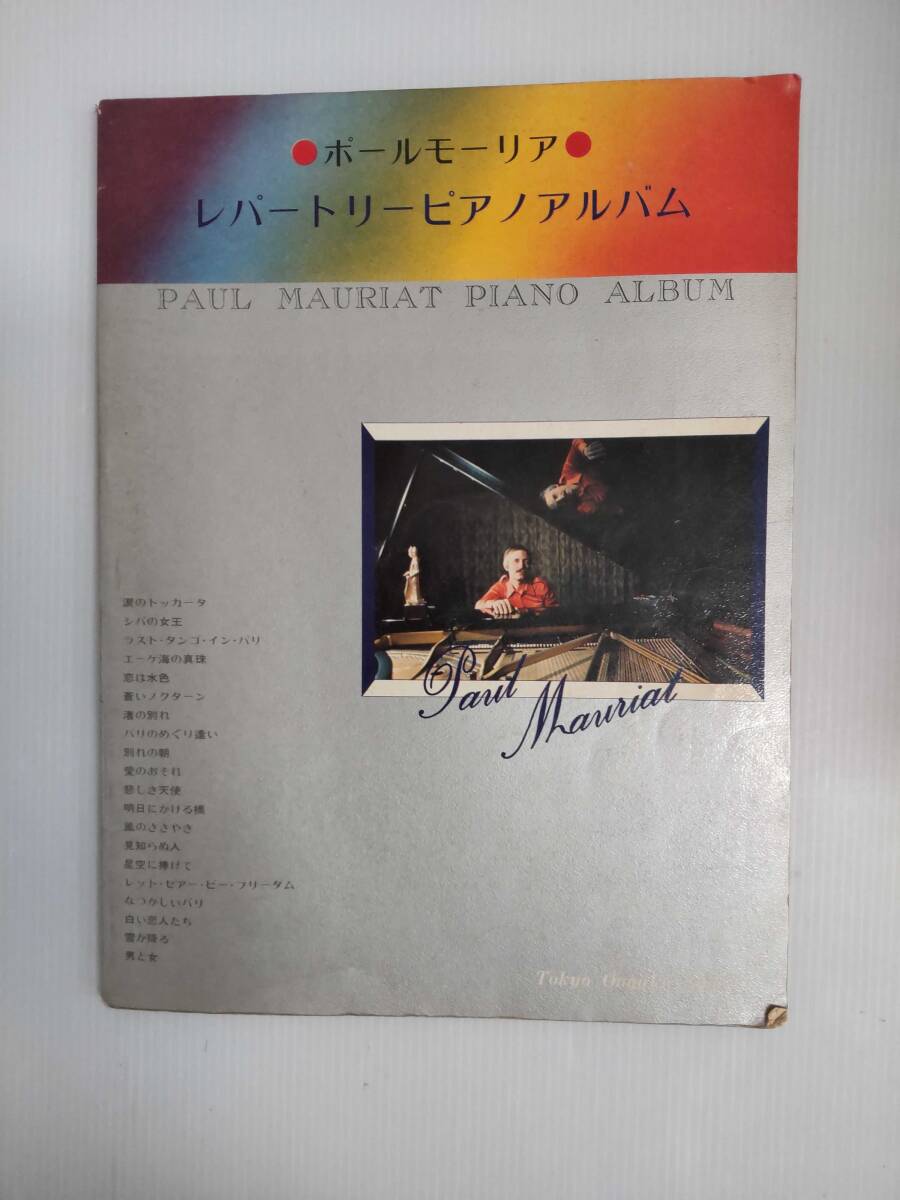 ●ポールモーリア●
レパートリーピアノアルバム
PAUL MAURIAT PIANO ALBUM
Paul
Mauriat
涙のトッカータ
シバの女王
ラスト・タンゴ・イン・パリ
エーゲ海の真珠
恋は水色
蒼いノクターン
渚の別れ
パリのめぐり逢い
別れの朝
愛のおそれ
悲しき天使
明日にかける橋
風のささやき
見知らぬ人
星空に捧げて
レット・ゼアー・ビー・フリーダム
なつかしいパリ
白い恋人たち
雪が降る
男と女
Tokyo